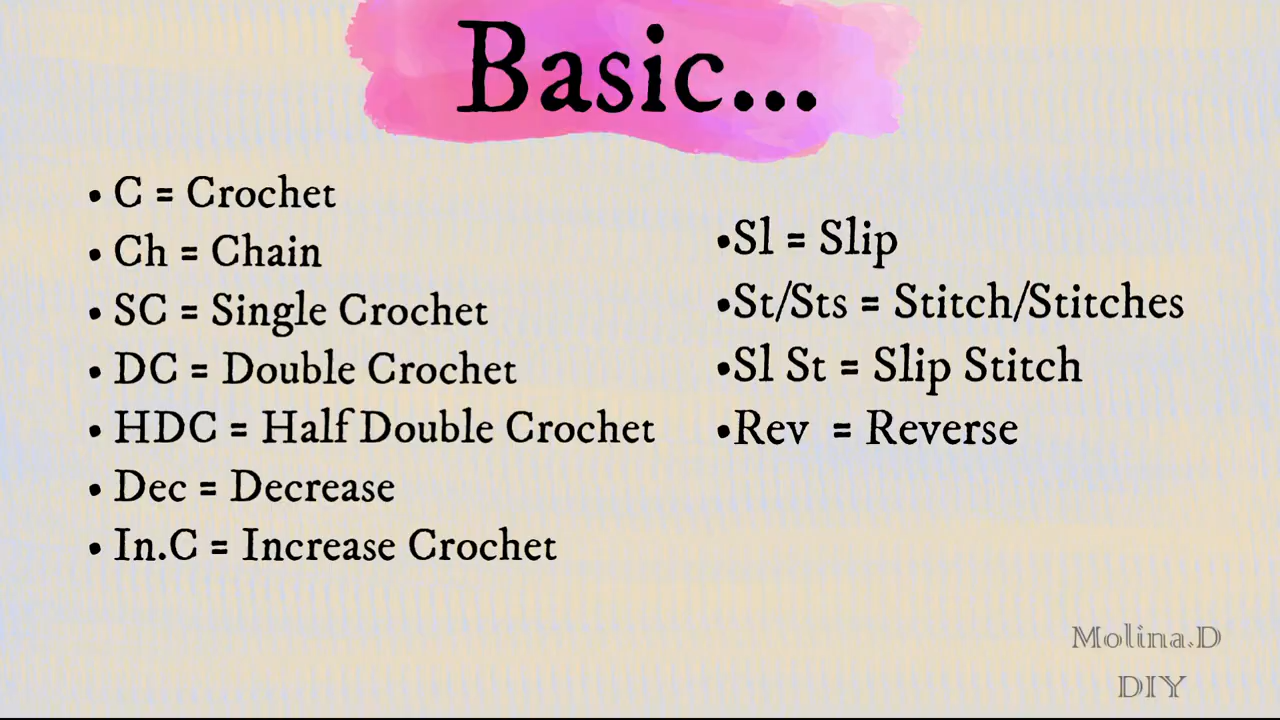 Basic...
• C = Crochet
• Ch = Chain
• SC = Single Crochet
• DC = Double Crochet
• HDC = Half Double Crochet
• Dec = Decrease
• In.C = Increase Crochet
•Sl = Slip
•St/Sts = Stitch/Stitches
•Sl St = Slip Stitch
•Rev = Reverse
Molina.D
DIY